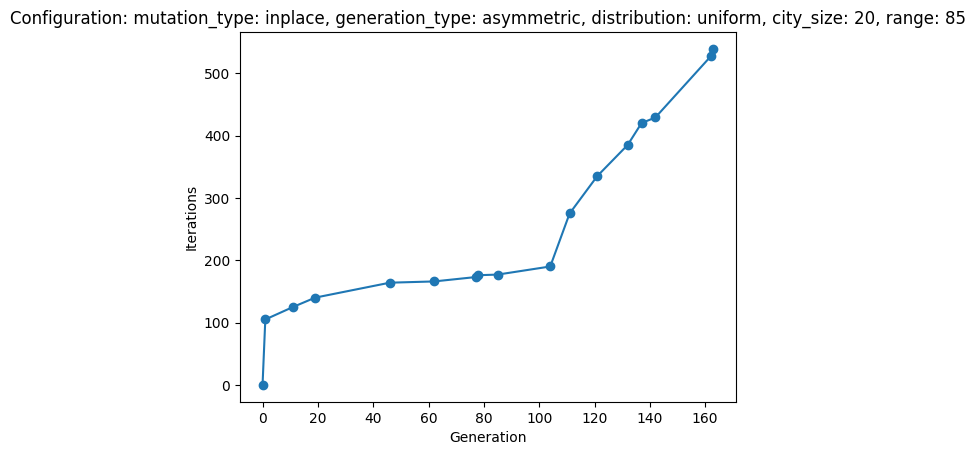 Configuration: mutation_type: inplace, generation_type: asymmetric, distribution: uniform, city_size: 20, range: 85
500
400
300
200
100
0
Iterations
0 20 40 60 80 100 120 140 160
Generation